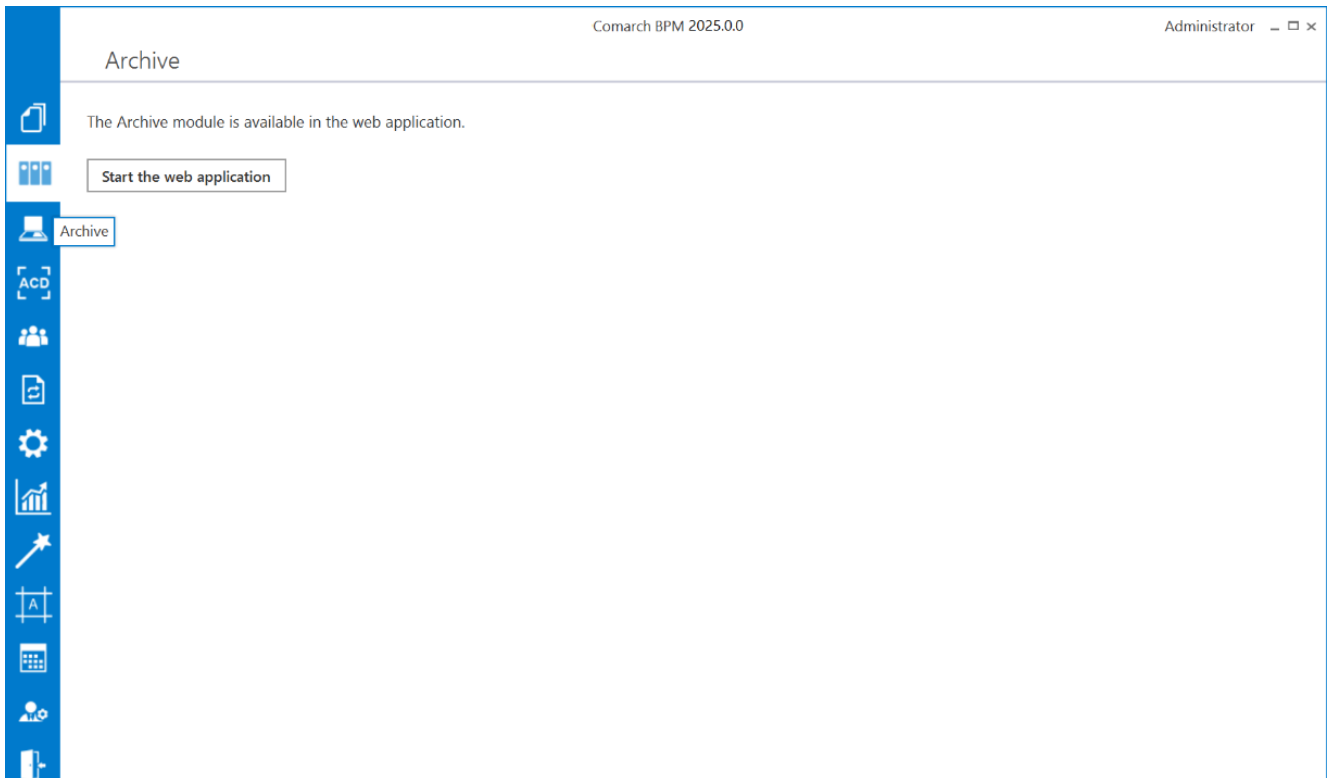 Comarch BPM 2025.0.0
Administrator
Archive
The Archive module is available in the web application.
Start the web application
Archive
ACD
A